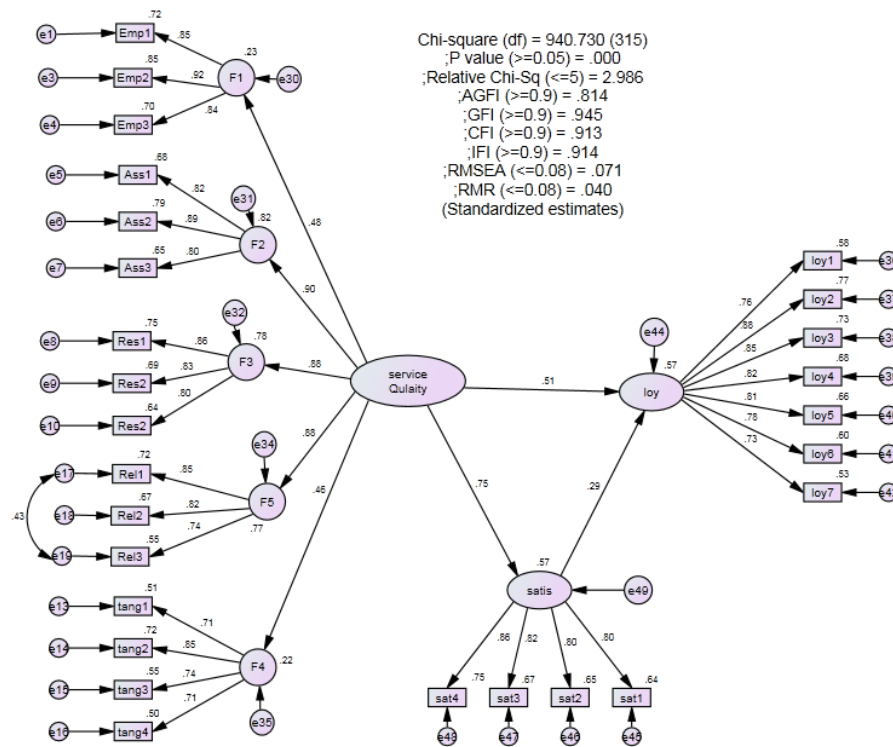 Chi-square (df) = 940.730 (315)
;P value (>=0.05) = .000
;Relative Chi-Sq (<=5) = 2.986
;AGFI (>=0.9) = .814
;GFI (>=0.9) = .945
;CFI (>=0.9) = .913
;IFI (>=0.9) = .914
;RMSEA (<=0.08) = .071
;RMR (<=0.08) = .040
(Standardized estimates)
.72
e1
Emp1
.85
.23
.85
e3
Emp2
.92
F1
e30
.70
e4
Emp3
.84
.68
e5
Ass1
.82
e31
.79
.82
e6
Ass2
.89
F2
.65
e7
Ass3
.80
.48
.90
e32
.75
.78
e8
Res1
.86
F3
.69
e9
Res2
.83
.88
.64
e10
Res2
.80
service
Qulaity
.88
e34
.72
e17
Rel1
.85
F5
.67
.43
e18
Rel2
.82
.77
.55
e19
Rel3
.74
.46
.51
e13
tang1
.71
.72
e14
tang2
.85
F4
.22
.55
e15
tang3
.74
e35
.50
e16
tang4
.71
.51
e44
.57
loy
.58
loy1
.76
.77
loy2
.88
.73
loy3
.85
.68
loy4
.82
.66
loy5
.81
.60
loy6
.78
.53
loy7
.73
.75
.29
.57
satis
e49
.86
.82
.80
.80
.75
.67
.65
.64
sat4
sat3
sat2
sat1
e48
e47
e46
e45